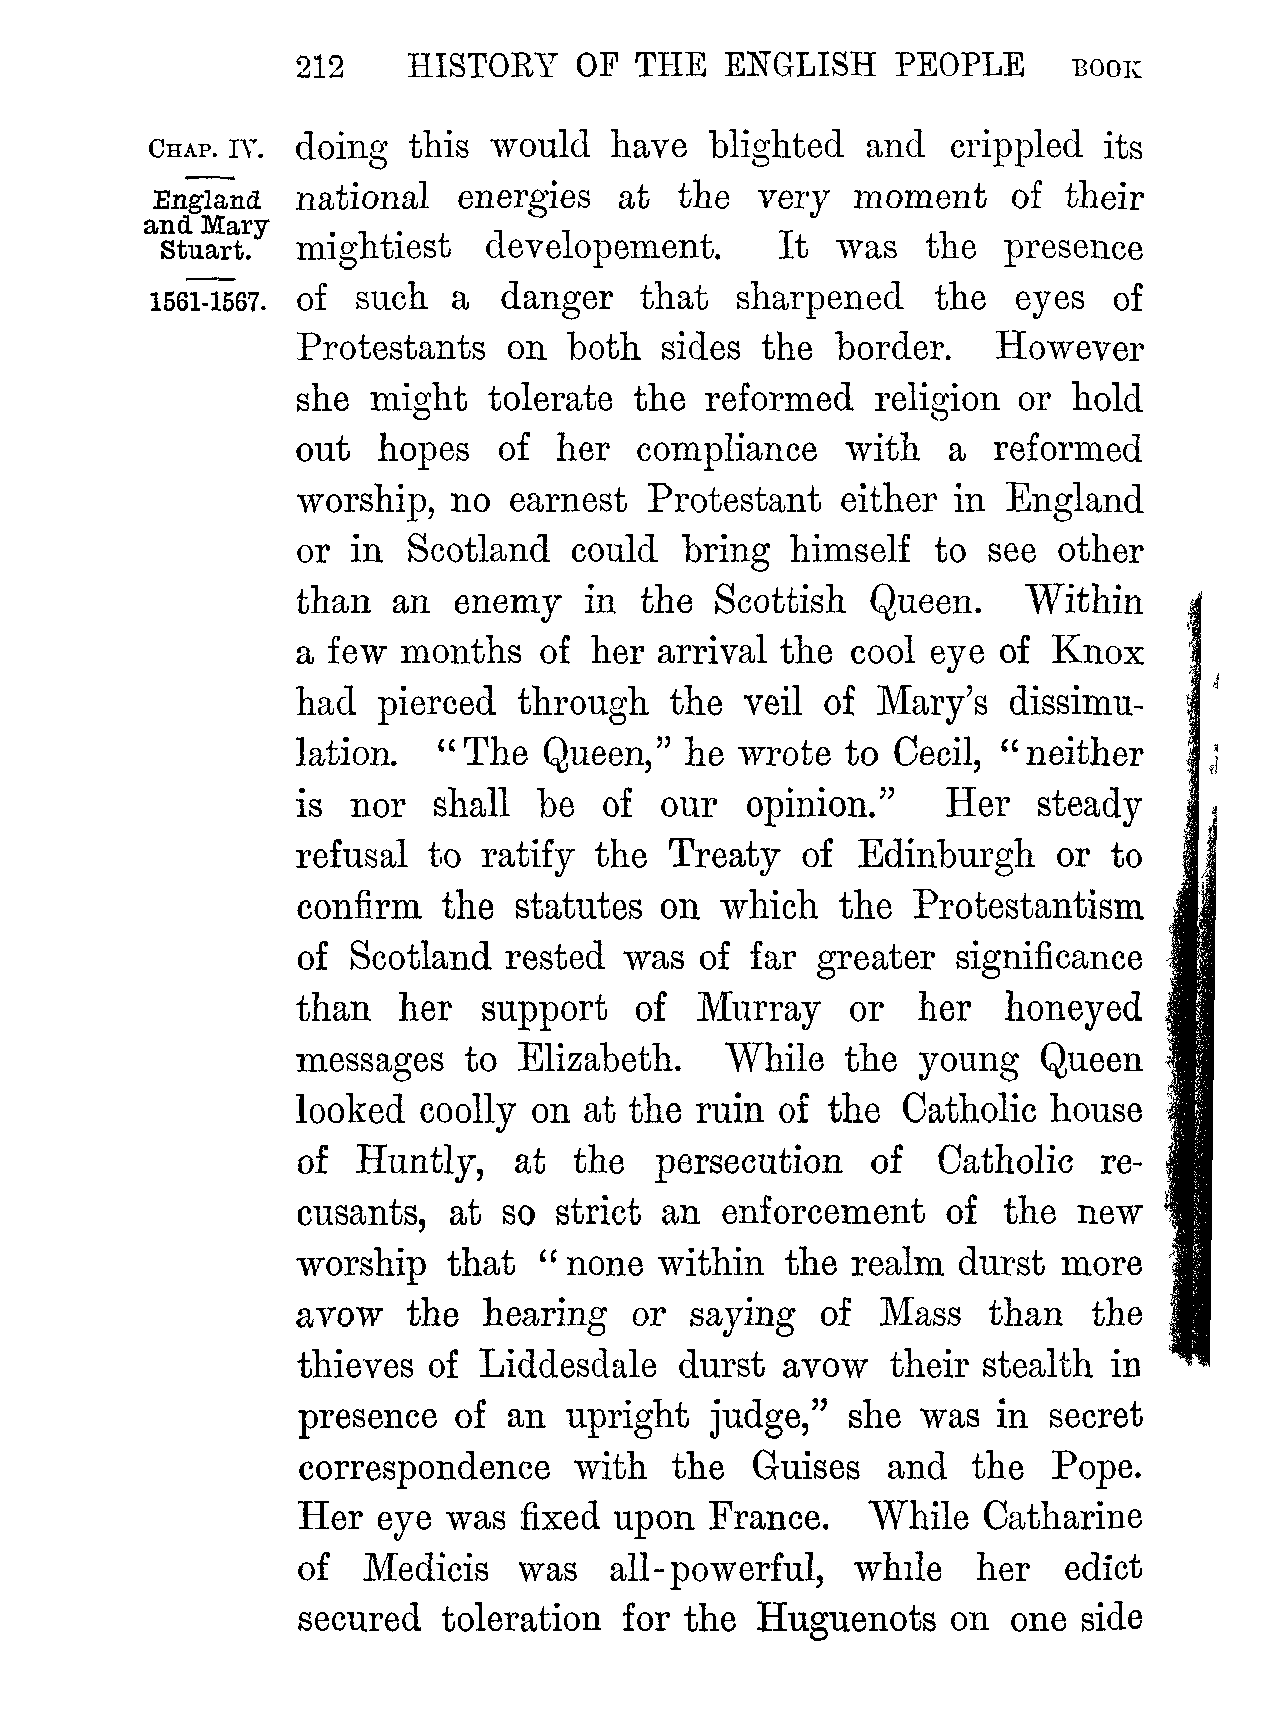 212 HISTORY OF THE ENGLISH PEOPLE BOOK
CHAP. IV.
England
and Mary
Stuart.
1561-1567.
doing this would have blighted and crippled its
national energies at the very moment of their
mightiest developement. It was the presence
of such a danger that sharpened the eyes of
Protestants on both sides the border. However
she might tolerate the reformed religion or hold
out hopes of her compliance with a reformed
worship, no earnest Protestant either in England
or in Scotland could bring himself to see other
than an enemy in the Scottish Queen. Within
a few months of her arrival the cool eye of Knox
had pierced through the veil of Mary's dissimu-
lation. "The Queen," he wrote to Cecil, "neither
is nor shall be of our opinion." Her steady
refusal to ratify the Treaty of Edinburgh or to
confirm the statutes on which the Protestantism
of Scotland rested was of far greater significance
than her support of Murray or her honeyed
messages to Elizabeth. While the young Queen
looked coolly on at the ruin of the Catholic house
of Huntly, at the persecution of Catholic re-
cusants, at so strict an enforcement of the new
worship that "none within the realm durst more
avow the hearing or saying of Mass than the
thieves of Liddesdale durst avow their stealth in
presence of an upright judge," she was in secret
correspondence with the Guises and the Pope.
Her eye was fixed upon France. While Catharine
of Medicis was all-powerful, while her edict
secured toleration for the Huguenots on one side